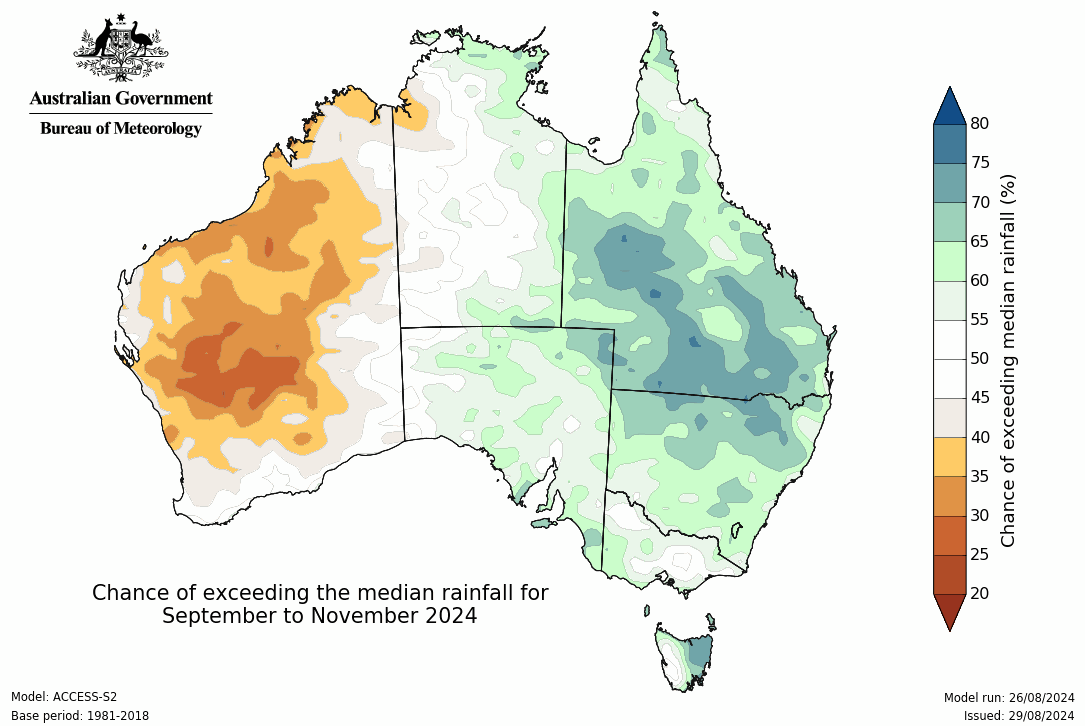 Australian Government
Bureau of Meteorology
80
75
70
65
60
55
50
45
40
35
30
25
20
Chance of exceeding median rainfall (%)
Chance of exceeding the median rainfall for
September to November 2024
Model: ACCESS-S2
Base period: 1981-2018
Model run: 26/08/2024
Issued: 29/08/2024